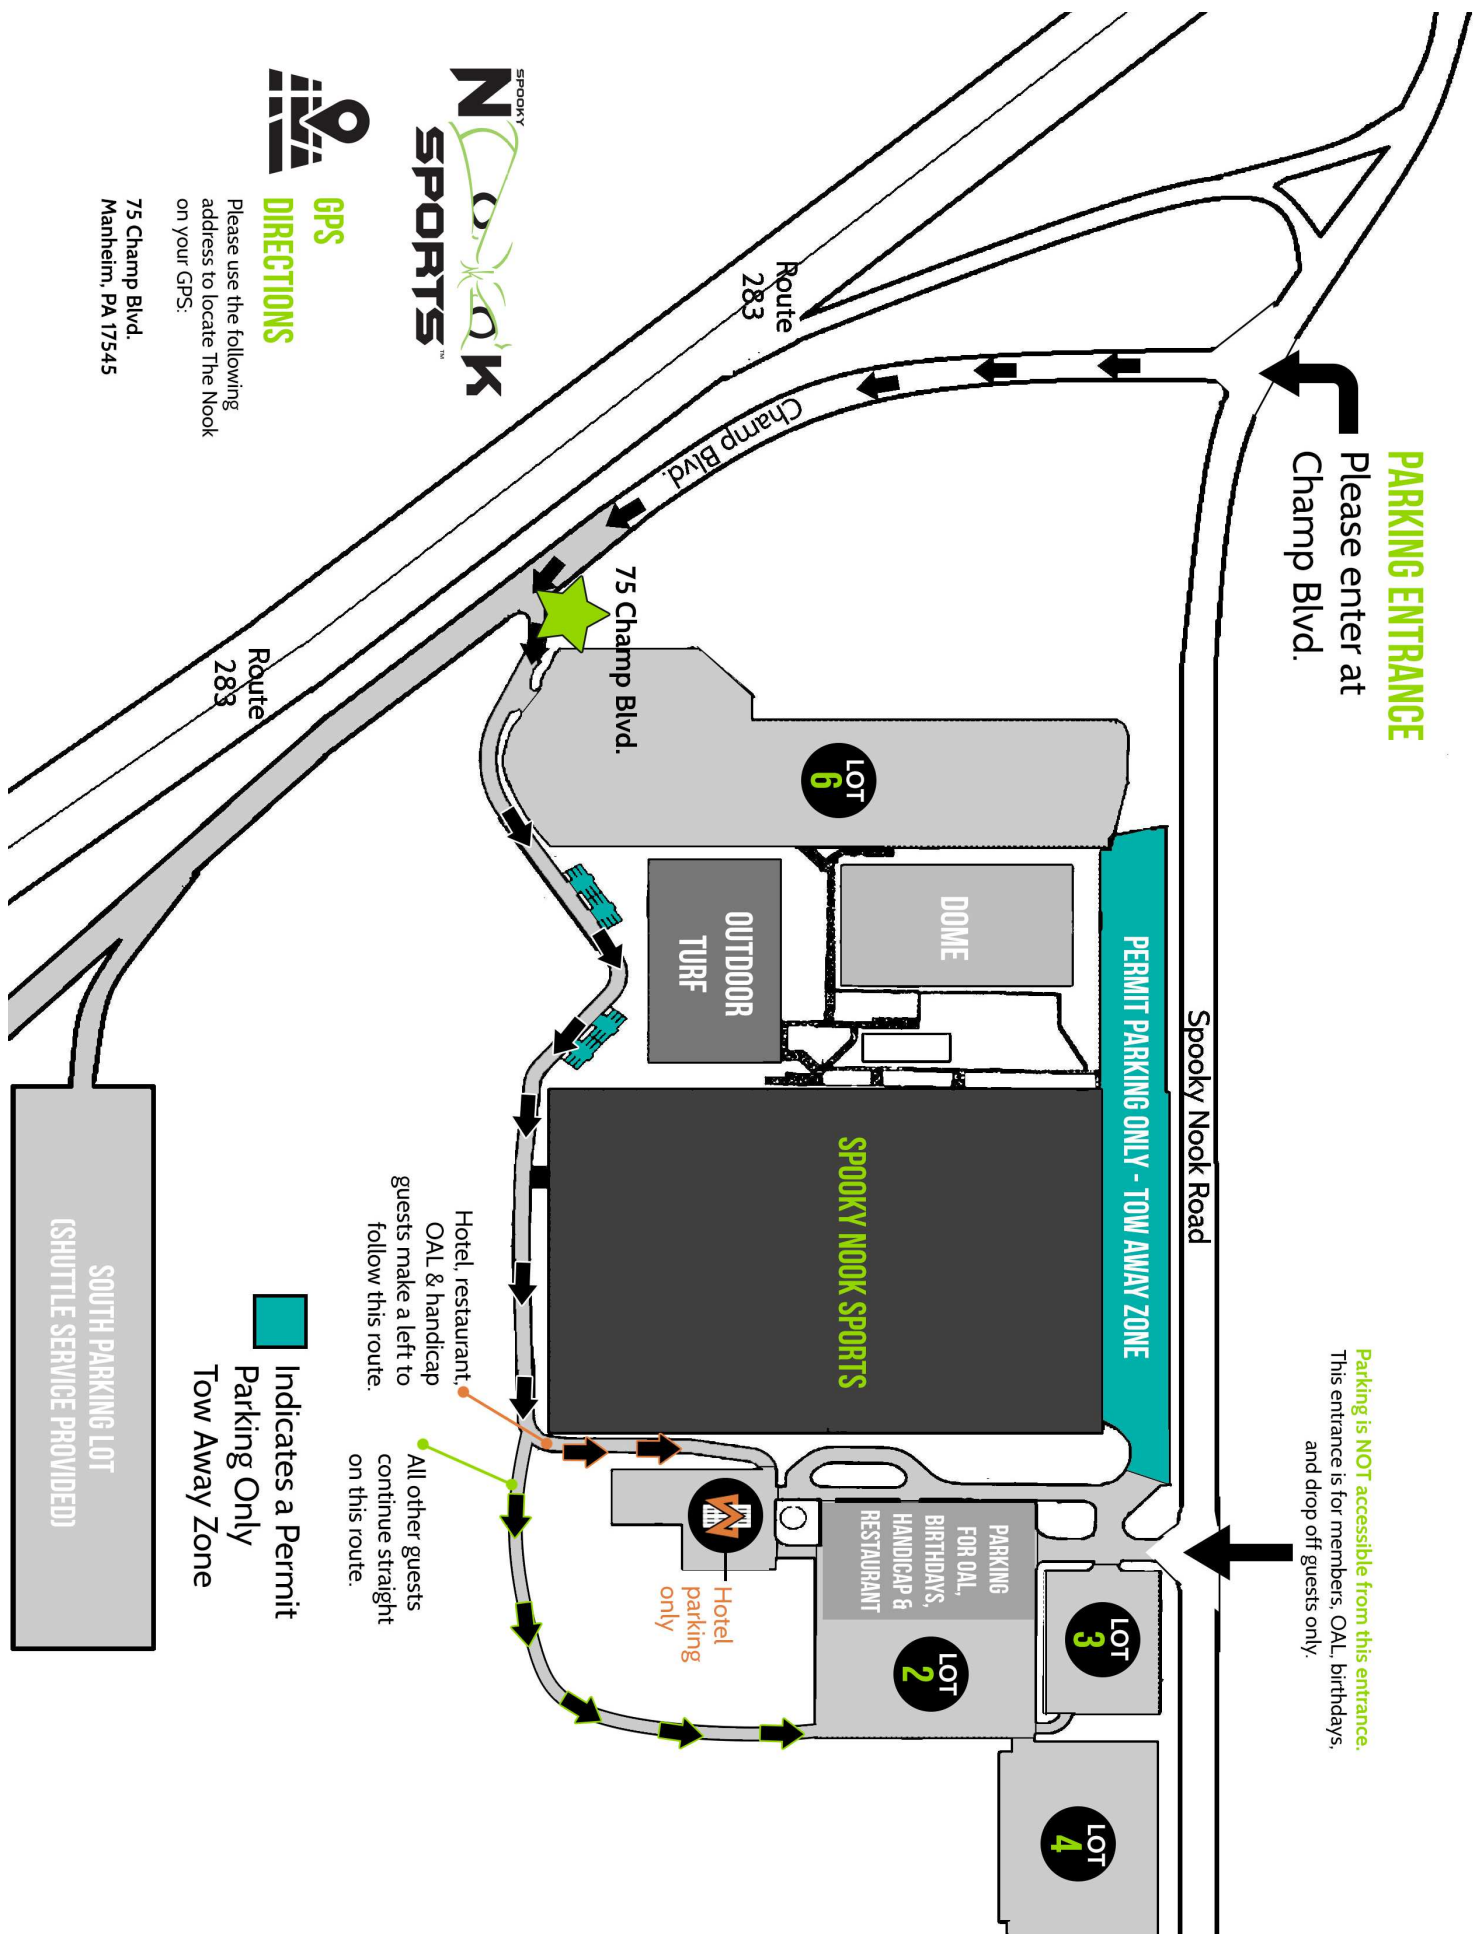 PARKING ENTRANCE
Please enter at
Champ Blvd.
Parking is NOT accessible from this entrance.
This entrance is for members, OAL, birthdays,
and drop off guests only.
Spooky Nook Road
PERMIT PARKING ONLY - TOW AWAY ZONE
LOT
3
LOT
4
LOT
6
DOME
OUTDOOR
TURF
SPOOKY NOOK SPORTS
PARKING
FOR OAL,
BIRTHDAYS,
HANDICAP &
RESTAURANT
LOT
2
Hotel
parking
only
Route
283
Champ Blvd.
75 Champ Blvd.
SPOOKY
NOOK
SPORTS™
Hotel, restaurant,
OAL & handicap
guests make a left to
follow this route.
All other guests
continue straight
on this route.
GPS
DIRECTIONS
Please use the following
address to locate The Nook
on your GPS:
75 Champ Blvd.
Manheim, PA 17545
Route
283
Indicates a Permit
Parking Only
Tow Away Zone
SOUTH PARKING LOT
(SHUTTLE SERVICE PROVIDED)